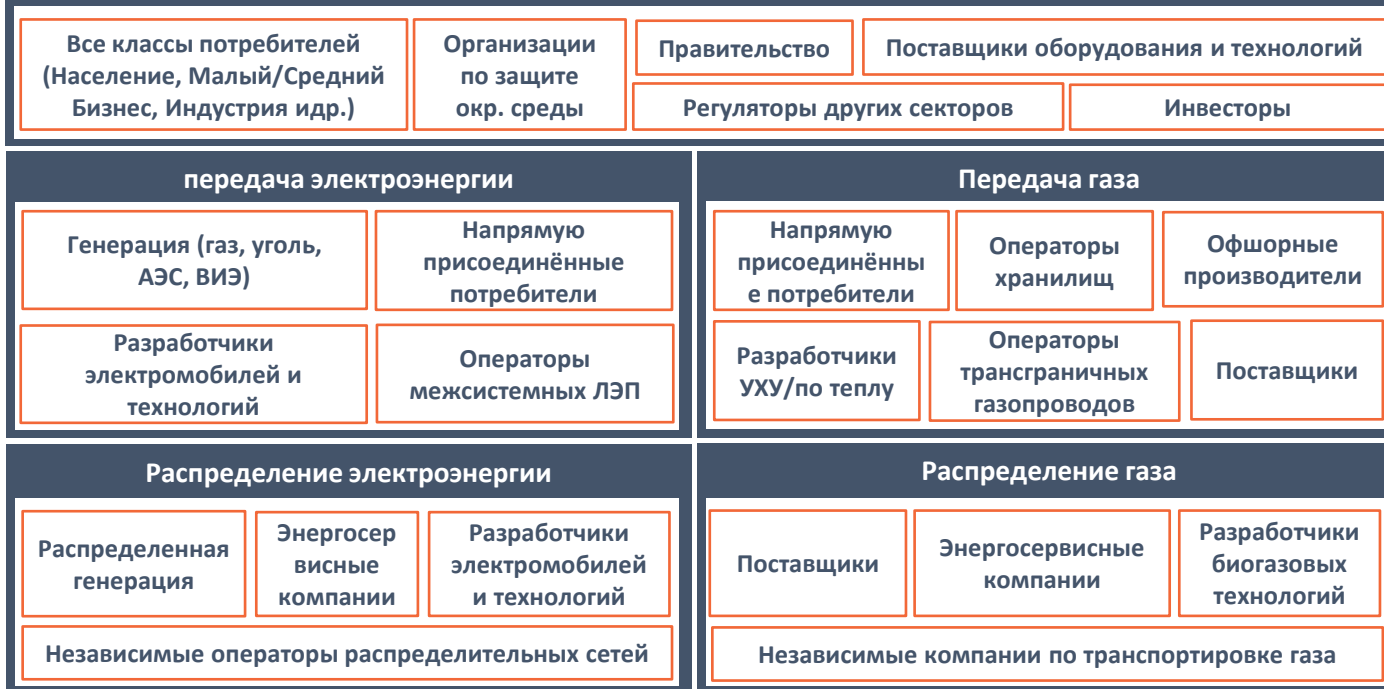 Все классы потребителей
(Население, Малый/Средний
Бизнес, Индустрия идр.)
Организации
по защите
окр. среды
Правительство
Поставщики оборудования и технологий
Регуляторы других секторов
Инвесторы
передача электроэнергии
Генерация (газ, уголь,
АЭС, ВИЭ)
Напрямую
присоединённые
потребители
Разработчики
электромобилей и
технологий
Операторы
межсистемных ЛЭП
Передача газа
Напрямую
присоединённы
е потребители
Операторы
хранилищ
Офшорные
производители
Разработчики
УХУ/по теплу
Операторы
трансграничных
газопроводов
Поставщики
Распределение электроэнергии
Распределенная
генерация
Энергосер
висные
компании
Разработчики
электромобилей
и технологий
Независимые операторы распределительных сетей
Распределение газа
Поставщики
Энергосервисные
компании
Разработчики
биогазовых
технологий
Независимые компании по транспортировке газа